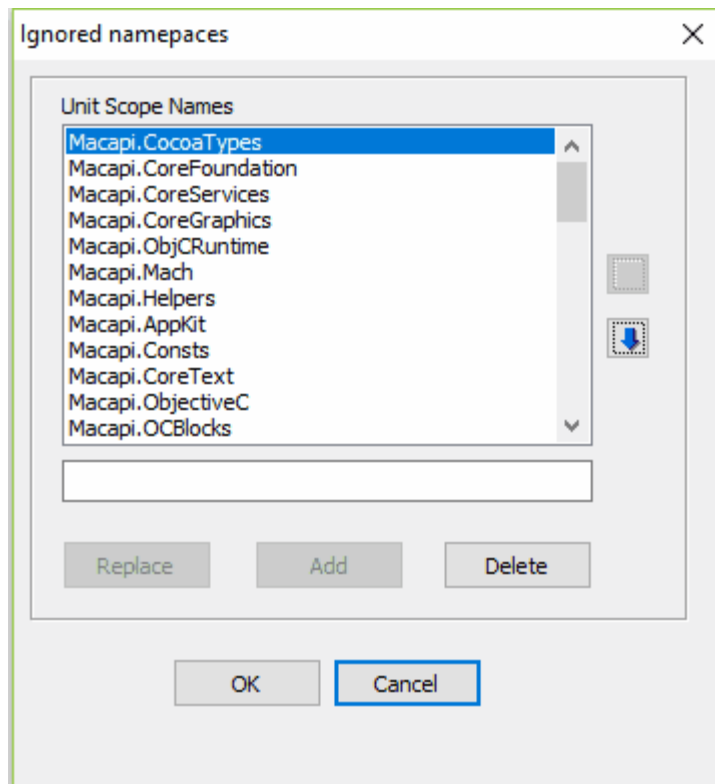 Ignored namepaces
Unit Scope Names
Macapi.CocoaTypes
Macapi.CoreFoundation
Macapi.CoreServices
Macapi.CoreGraphics
Macapi.ObjCRuntime
Macapi.Mach
Macapi.Helpers
Macapi.AppKit
Macapi.Consts
Macapi.CoreText
Macapi.ObjectiveC
Macapi.OCBlocks
Replace Add Delete
OK Cancel